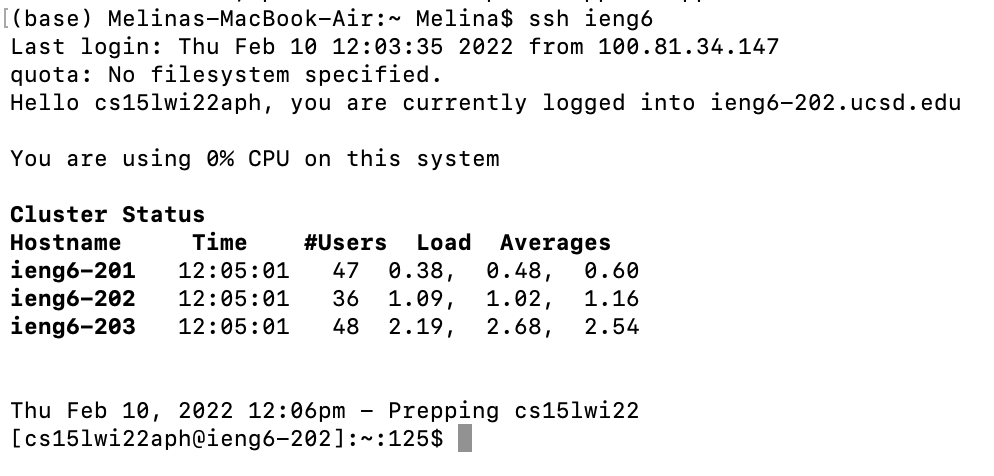 [(base) Melinas-MacBook-Air:~ Melina$ ssh ieng6
Last login: Thu Feb 10 12:03:35 2022 from 100.81.34.147
quota: No filesystem specified.
Hello cs15lwi22aph, you are currently logged into ieng6-202.ucsd.edu
You are using 0% CPU on this system
Cluster Status
Hostname     Time    #Users  Load  Averages
ieng6-201   12:05:01   47  0.38,  0.48,  0.60
ieng6-202   12:05:01   36  1.09,  1.02,  1.16
ieng6-203   12:05:01   48  2.19,  2.68,  2.54
Thu Feb 10, 2022 12:06pm - Prepping cs15lwi22
[cs15lwi22aph@ieng6-202]:~:125$